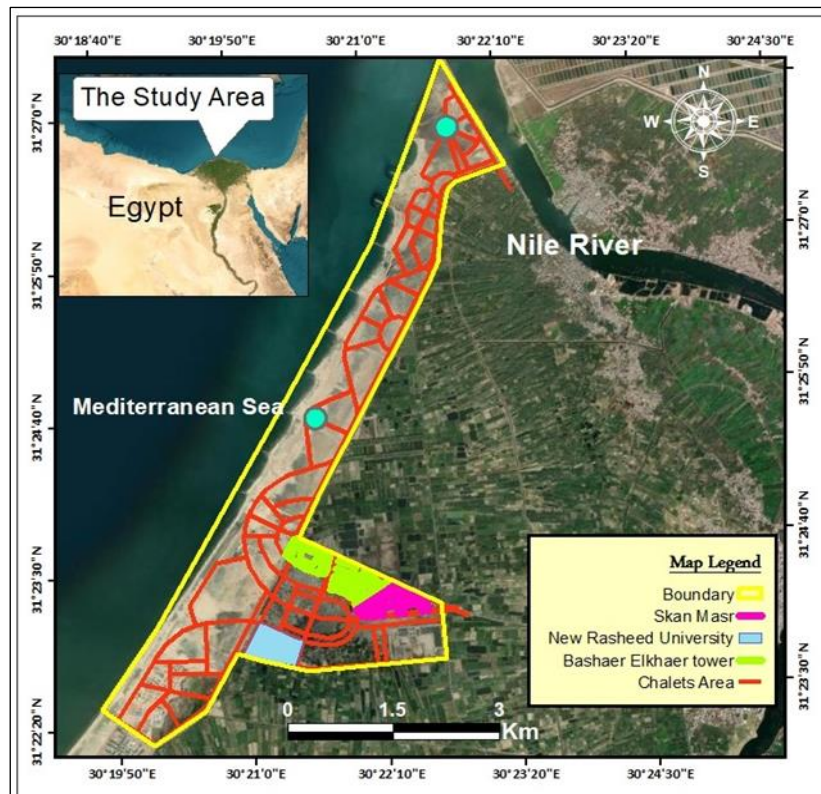 30°18'40"E 30°19'50"E 30°21'0"E 30°22'10"E 30°23'20"E 30°24'30"E
The Study Area
Egypt
N
W E
S
31°27'0"N
31°25'50"N
31°24'40"N
31°23'30"N
31°22'20"N
Nile River
Mediterranean Sea
31°27'0"N
31°25'50"N
31°24'40"N
31°23'30"N
Map Legend
Boundary
Skan Masr
New Rasheed University
Bashaer Elkhaer tower
Chalets Area
0 1.5 3
Km
30°19'50"E 30°21'0"E 30°22'10"E 30°23'20"E 30°24'30"E